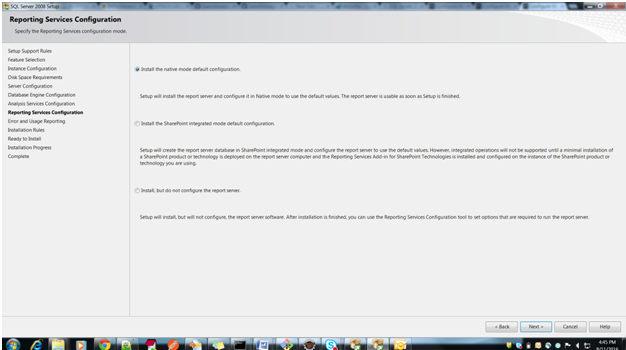 SQL Server 2008 Setup
Reporting Services Configuration
Specify the Reporting Services configuration mode.
Setup Support Rules
Feature Selection
Instance Configuration
Disk Space Requirements
Server Configuration
Database Engine Configuration
Analysis Services Configuration
Reporting Services Configuration
Error and Usage Reporting
Installation Rules
Ready to Install
Installation Progress
Complete
Install the native mode default configuration.
Setup will install the report server and configure it in Native mode to use the default values. The report server is usable as soon as Setup is finished.
Install the SharePoint integrated mode default configuration.
Setup will create the report server database in SharePoint integrated mode and configure the report server to use the default values. However, integrated operations will not be supported until a minimal installation of
a SharePoint product or technology is deployed on the report server computer and the Reporting Services Add-in for SharePoint Technologies is installed and configured on the instance of the SharePoint product or
technology you are using.
Install, but do not configure the report server.
Setup will install, but will not configure, the report server software. After installation is finished, you can use the Reporting Services Configuration tool to set options that are required to run the report server.
< Back
Next >
Cancel
Help
4:45 PM